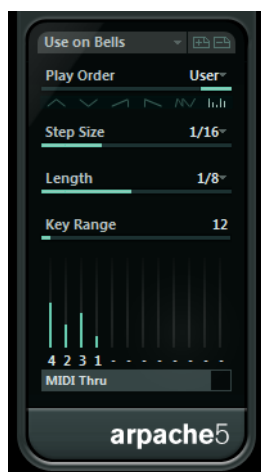 Use on Bells
Play Order User
Step Size 1/16
Length 1/8
Key Range 12
4 2 3 1 - - - - - - - -
MIDI Thru
arpache5